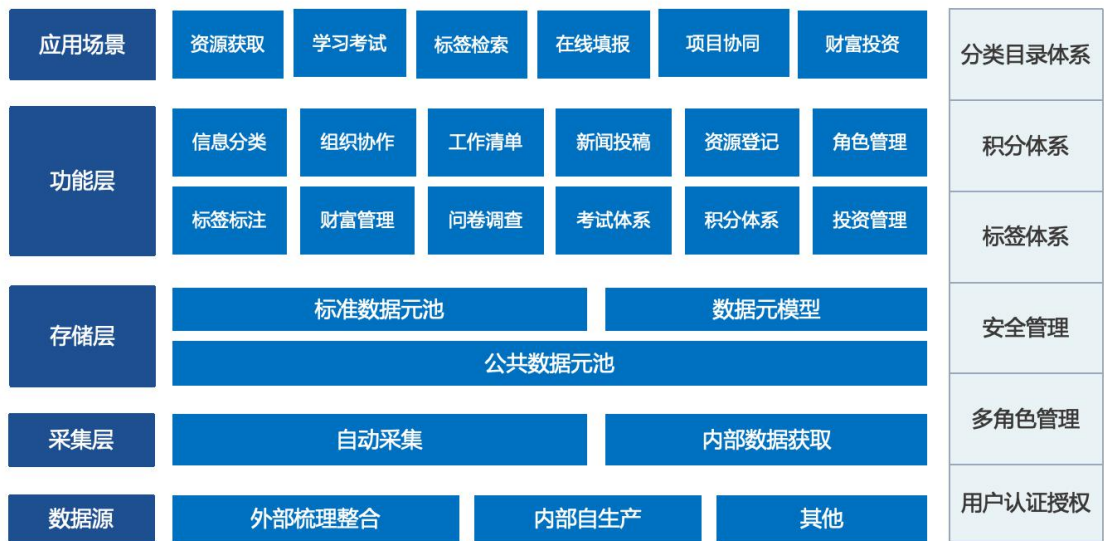 应用场景
资源获取
学习考试
标签检索
在线填报
项目协同
财富投资
功能层
信息分类
组织协作
工作清单
新闻投稿
资源登记
角色管理
标签标注
财富管理
问卷调查
考试体系
积分体系
投资管理
存储层
标准数据元池
数据元模型
公共数据元池
采集层
自动采集
内部数据获取
数据源
外部梳理整合
内部自生产
其他
分类目录体系
积分体系
标签体系
安全管理
多角色管理
用户认证授权